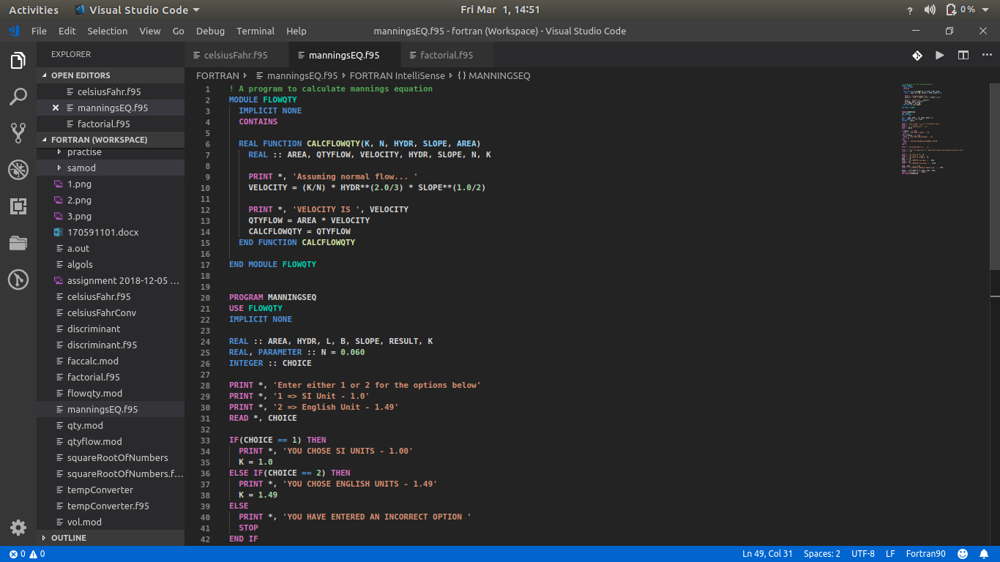 Activities Visual Studio Code Fri Mar 1, 14:51 ? 0 %
File Edit Selection View Go Debug Terminal Help manningsEQ.f95 - fortran (Workspace) - Visual Studio Code
EXPLORER
OPEN EDITORS
celsiusFahr.f95
manningsEQ.f95
factorial.f95
FORTRAN (WORKSPACE)
practise
samod
1.png
2.png
3.png
170591101.docx
a.out
algols
assignment 2018-12-05 ...
celsiusFahr.f95
celsiusFahrConv
discriminant
discriminant.f95
faccalc.mod
factorial.f95
flowqty.mod
manningsEQ.f95
qty.mod
qtyflow.mod
squareRootOfNumbers
squareRootOfNumbers.f...
tempConverter
tempConverter.f95
vol.mod
OUTLINE
celsiusFahr.f95 manningsEQ.f95 factorial.f95
FORTRAN manningsEQ.f95 FORTRAN IntelliSense {} MANNINGSEQ
1 ! A program to calculate mannings equation
2 MODULE FLOWQTY
3 IMPLICIT NONE
4 CONTAINS
5
6 REAL FUNCTION CALCFLOWQTY(K, N, HYDR, SLOPE, AREA)
7 REAL :: AREA, QTYFLOW, VELOCITY, HYDR, SLOPE, N, K
8
9 PRINT *, 'Assuming normal flow... '
10 VELOCITY = (K/N) * HYDR**(2.0/3) * SLOPE**(1.0/2)
11
12 PRINT *, 'VELOCITY IS ', VELOCITY
13 QTYFLOW = AREA * VELOCITY
14 CALCFLOWQTY = QTYFLOW
15 END FUNCTION CALCFLOWQTY
16
17 END MODULE FLOWQTY
18
19
20 PROGRAM MANNINGSEQ
21 USE FLOWQTY
22 IMPLICIT NONE
23
24 REAL :: AREA, HYDR, L, B, SLOPE, RESULT, K
25 REAL, PARAMETER :: N = 0.060
26 INTEGER :: CHOICE
27
28 PRINT *, 'Enter either 1 or 2 for the options below'
29 PRINT *, '1 => SI Unit - 1.0'
30 PRINT *, '2 => English Unit - 1.49'
31 READ *, CHOICE
32
33 IF(CHOICE == 1) THEN
34 PRINT *, 'YOU CHOSE SI UNITS - 1.00'
35 K = 1.0
36 ELSE IF(CHOICE == 2) THEN
37 PRINT *, 'YOU CHOSE ENGLISH UNITS - 1.49'
38 K = 1.49
39 ELSE
40 PRINT *, 'YOU HAVE ENTERED AN INCORRECT OPTION '
41 STOP
42 END IF
0 0 Ln 49, Col 31 Spaces: 2 UTF-8 LF Fortran90